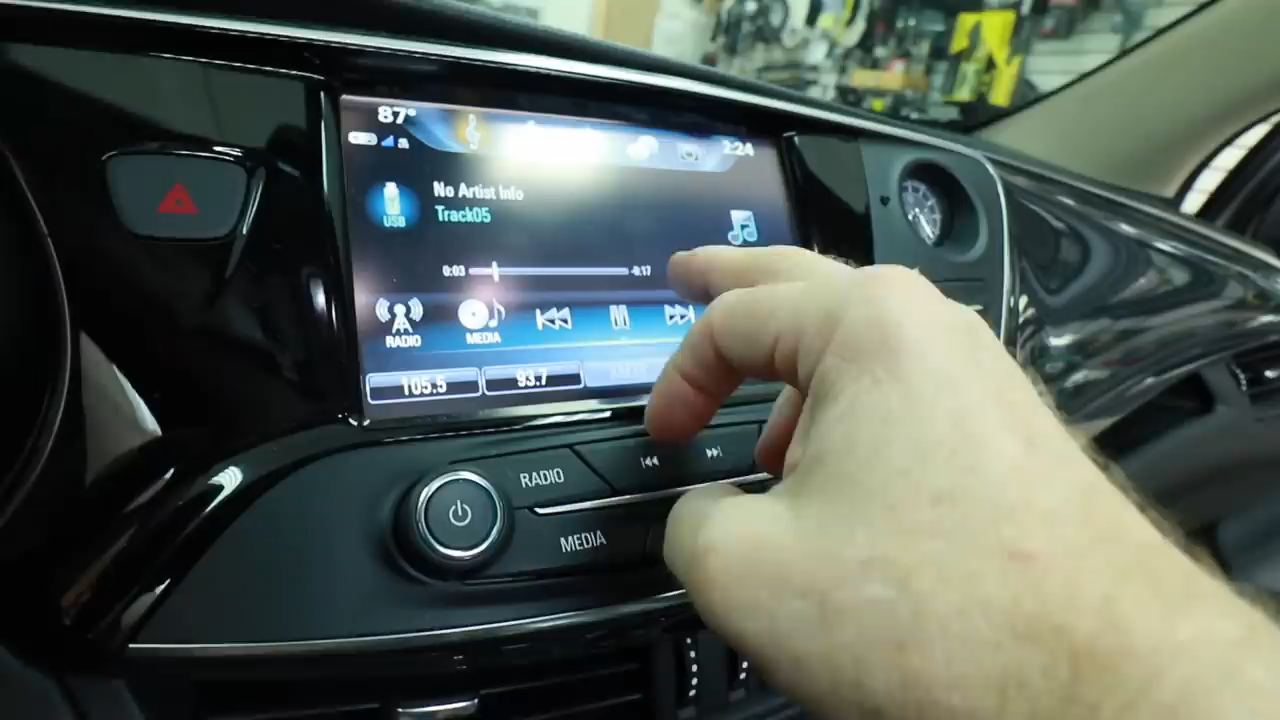 87°
2:24
No Artist Info
Track05
USB
0:03
-0:17
RADIO
MEDIA
105.5
93.7
RADIO
MEDIA